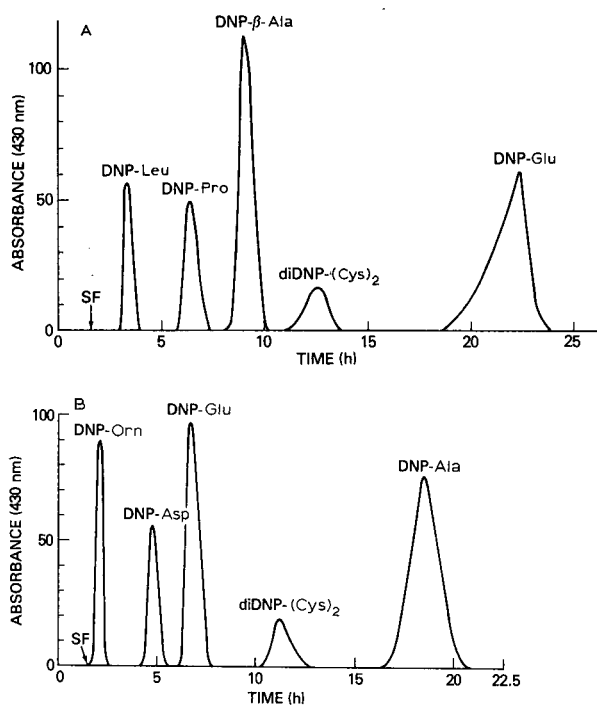 A
DNP-β-Ala
ABSORBANCE (430 nm)
100
50
0
DNP-Leu
DNP-Pro
DNP-Glu
diDNP-(Cys)2
SF
0 5 10 15 20 25
TIME (h)
B
DNP-Glu
ABSORBANCE (430 nm)
100
50
0
DNP-Orn
DNP-Ala
DNP-Asp
diDNP-(Cys)2
SF
0 5 10 15 20 22.5
TIME (h)